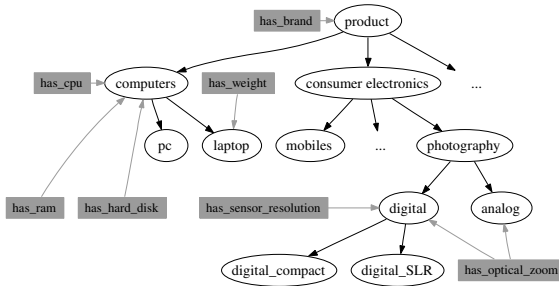 has_brand
product
has_cpu
computers
has_weight
consumer electronics
...
pc
laptop
mobiles
...
photography
has_ram
has_hard_disk
has_sensor_resolution
digital
analog
digital_compact
digital_SLR
has_optical_zoom